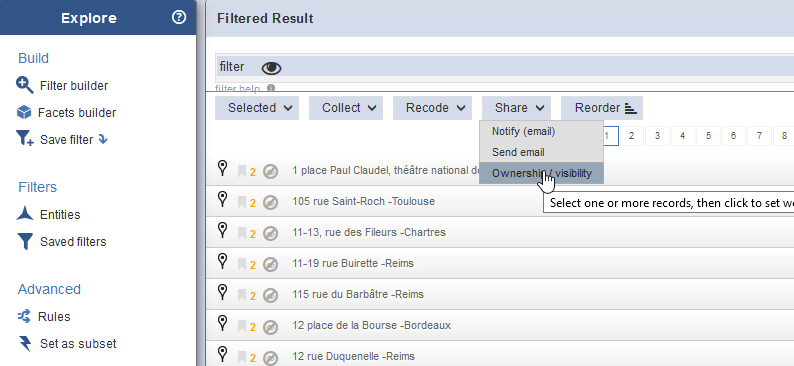 Explore
Build
Filter builder
Facets builder
Save filter
Filters
Entities
Saved filters
Advanced
Rules
Set as subset
Filtered Result
filter
filter help
Selected Collect Recode Share Reorder
Notify (email)
Send email
Ownership / visibility
1 2 3 4 5 6 7 8
2 1 place Paul Claudel, théâtre national
Select one or more records, then click to set
2 105 rue Saint-Roch -Toulouse
2 11-13, rue des Fileurs -Chartres
2 11-19 rue Buirette -Reims
2 115 rue du Barbâtre -Reims
2 12 place de la Bourse -Bordeaux
2 12 rue Duquenelle -Reims